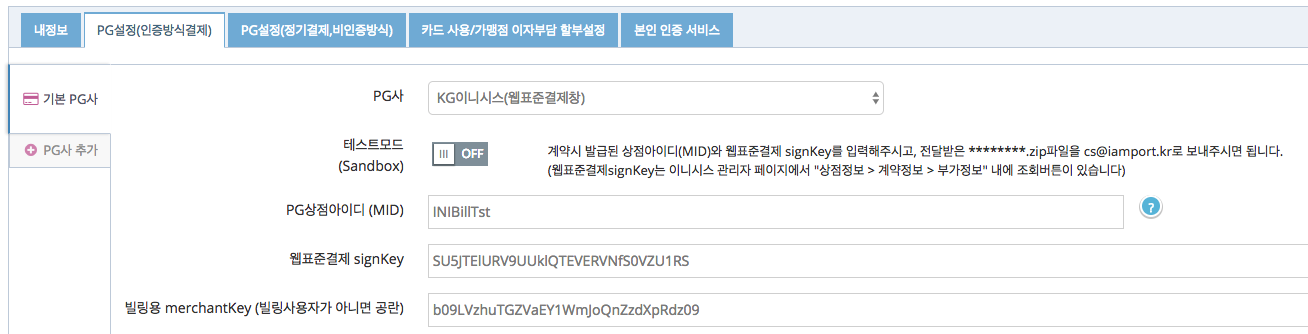 내정보 PG설정(인증방식결제) PG설정(정기결제,비인증방식) 카드 사용/가맹점 이자부담 할부설정 본인 인증 서비스
기본 PG사
PG사 추가
PG사 KG이니시스(웹표준결제창)
테스트모드
(Sandbox)
OFF
계약시 발급된 상점아이디(MID)와 웹표준결제 signKey를 입력해주시고, 전달받은 ********.zip파일을 cs@iamport.kr로 보내주시면 됩니다.
(웹표준결제signKey는 이니시스 관리자 페이지에서 "상점정보 > 계약정보 > 부가정보" 내에 조회버튼이 있습니다)
PG상점아이디 (MID) INIBillTst ?
웹표준결제 signKey SU5JTElURV9UUklQTEVERVNfS0VZU1RS
빌링용 merchantKey (빌링사용자가 아니면 공란) b09LVzhuTGZVaEY1WmJoQnZzdXpRdz09